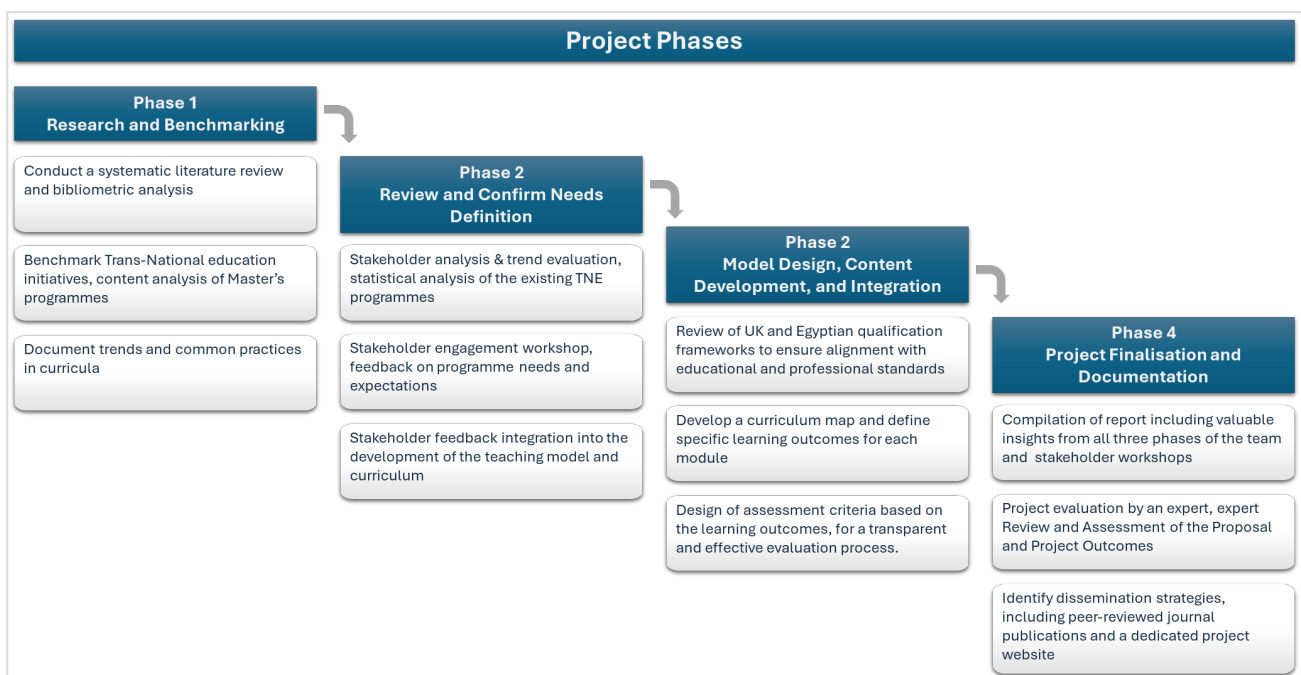 Project Phases
Phase 1
Research and Benchmarking
Conduct a systematic literature review
and bibliometric analysis
Benchmark Trans-National education
initiatives, content analysis of Master's
programmes
Document trends and common practices
in curricula
Phase 2
Review and Confirm Needs
Definition
Stakeholder analysis & trend evaluation,
statistical analysis of the existing TNE
programmes
Stakeholder engagement workshop,
feedback on programme needs and
expectations
Stakeholder feedback integration into the
development of the teaching model and
curriculum
Phase 2
Model Design, Content
Development, and Integration
Review of UK and Egyptian qualification
frameworks to ensure alignment with
educational and professional standards
Develop a curriculum map and define
specific learning outcomes for each
module
Design of assessment criteria based on
the learning outcomes, for a transparent
and effective evaluation process.
Phase 4
Project Finalisation and
Documentation
Compilation of report including valuable
insights from all three phases of the team
and stakeholder workshops
Project evaluation by an expert, expert
Review and Assessment of the Proposal
and Project Outcomes
Identify dissemination strategies,
including peer-reviewed journal
publications and a dedicated project
website